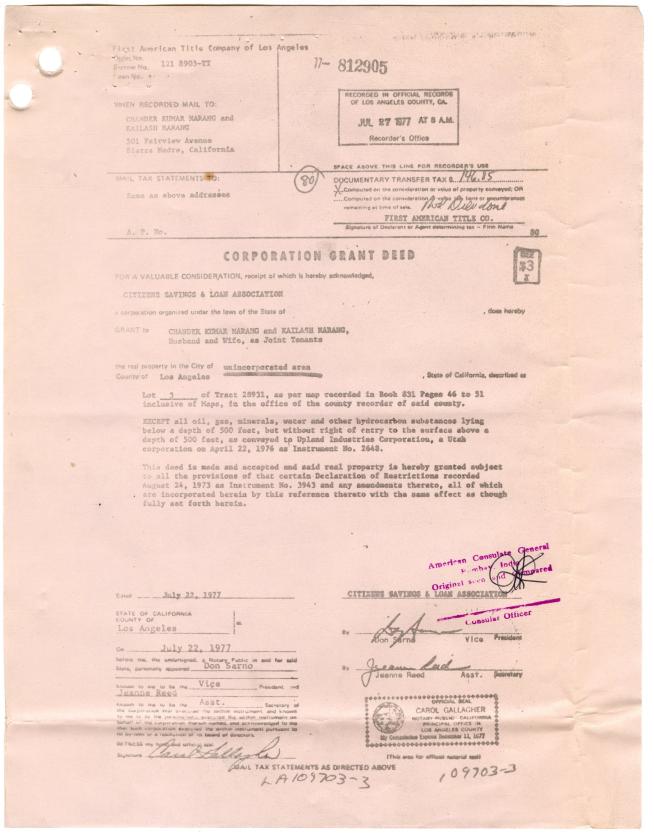 First American Title Company of Los Angeles
Order No.
Escrow No. 121 8903-TT
Loan No.
77- 812905
RECORDED IN OFFICIAL RECORDS
OF LOS ANGELES COUNTY, CA.
JUL 27 1977 AT 8 A.M.
Recorder's Office
WHEN RECORDED MAIL TO:
CHANDER KUMAR NARANG and
KAILASH NARANG
301 Fairview Avenue
Sierra Madre, California
SPACE ABOVE THIS LINE FOR RECORDER'S USE
MAIL TAX STATEMENTS TO:
Same as above addresses
A. P. No.
80
DOCUMENTARY TRANSFER TAX $ 146.85
X Computed on the consideration or value of property conveyed; OR
Computed on the consideration or value less liens or encumbrances
remaining at time of sale.
FIRST AMERICAN TITLE CO.
Signature of Declarant or Agent determining tax – Firm Name
CORPORATION GRANT DEED
FEE
$3
FOR A VALUABLE CONSIDERATION, receipt of which is hereby acknowledged,
CITIZENS SAVINGS & LOAN ASSOCIATION
a corporation organized under the laws of the State of , does hereby
GRANT to CHANDER KUMAR NARANG and KAILASH NARANG,
Husband and Wife, as Joint Tenants
the real property in the City of unincorporated area
County of Los Angeles , State of California, described as
Lot 3 of Tract 28931, as per map recorded in Book 831 Pages 46 to 51
inclusive of Maps, in the office of the county recorder of said county.
EXCEPT all oil, gas, minerals, water and other hydrocarbon substances lying
below a depth of 500 feet, but without right of entry to the surface above a
depth of 500 feet, as conveyed to Upland Industries Corporation, a Utah
corporation on April 22, 1976 as Instrument No. 2648.
This deed is made and accepted and said real property is hereby granted subject
to all the provisions of that certain Declaration of Restrictions recorded
August 24, 1973 as Instrument No. 3943 and any amendments thereto, all of which
are incorporated herein by this reference thereto with the same affect as though
fully set forth herein.
American Consulate General
Bombay India
Original seen and compared
Consular Officer
Dated July 22, 1977
CITIZENS SAVINGS & LOAN ASSOCIATION
STATE OF CALIFORNIA
COUNTY OF
Los Angeles
ss.
On July 22, 1977
before me, the undersigned, a Notary Public in and for said
State, personally appeared Don Sarno
known to me to be the Vice President and
Jeanne Reed
known to me to be Asst. Secretary of
the Corporation that executed the within instrument and known
to me to be the persons who executed the within instrument on
behalf of the corporation therein named, and acknowledged to me
that such corporation executed the within instrument pursuant to
its by-laws or a resolution of its board of directors.
WITNESS my hand and official seal.
Signature Carol Gallagher
By
Don Sarno Vice President
By Jeanne Reed
Jeanne Reed Asst. Secretary
OFFICIAL SEAL
CAROL GALLAGHER
NOTARY PUBLIC CALIFORNIA
PRINCIPAL OFFICE IN
LOS ANGELES COUNTY
My Commission Expires December 11, 1977
(This area for official notarial seal)
MAIL TAX STATEMENTS AS DIRECTED ABOVE
LA109703-3
109703-3